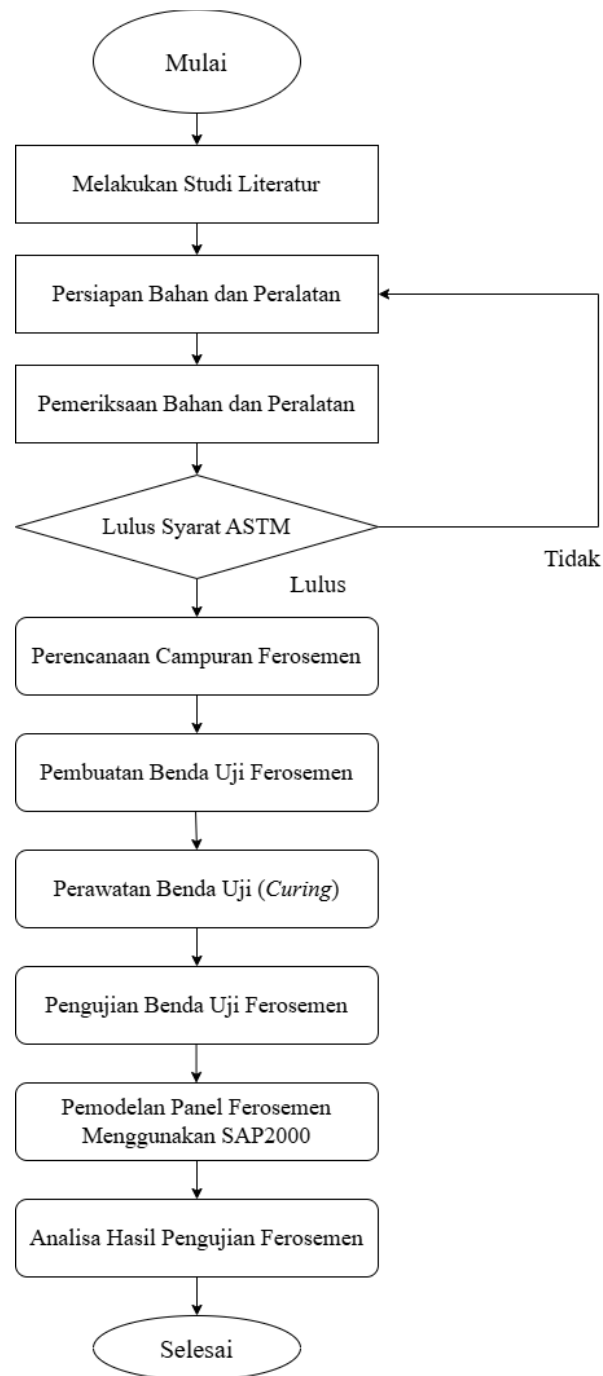 Mulai
Melakukan Studi Literatur
Persiapan Bahan dan Peralatan
Pemeriksaan Bahan dan Peralatan
Lulus Syarat ASTM
Tidak
Lulus
Perencanaan Campuran Ferosemen
Pembuatan Benda Uji Ferosemen
Perawatan Benda Uji (Curing)
Pengujian Benda Uji Ferosemen
Pemodelan Panel Ferosemen
Menggunakan SAP2000
Analisa Hasil Pengujian Ferosemen
Selesai